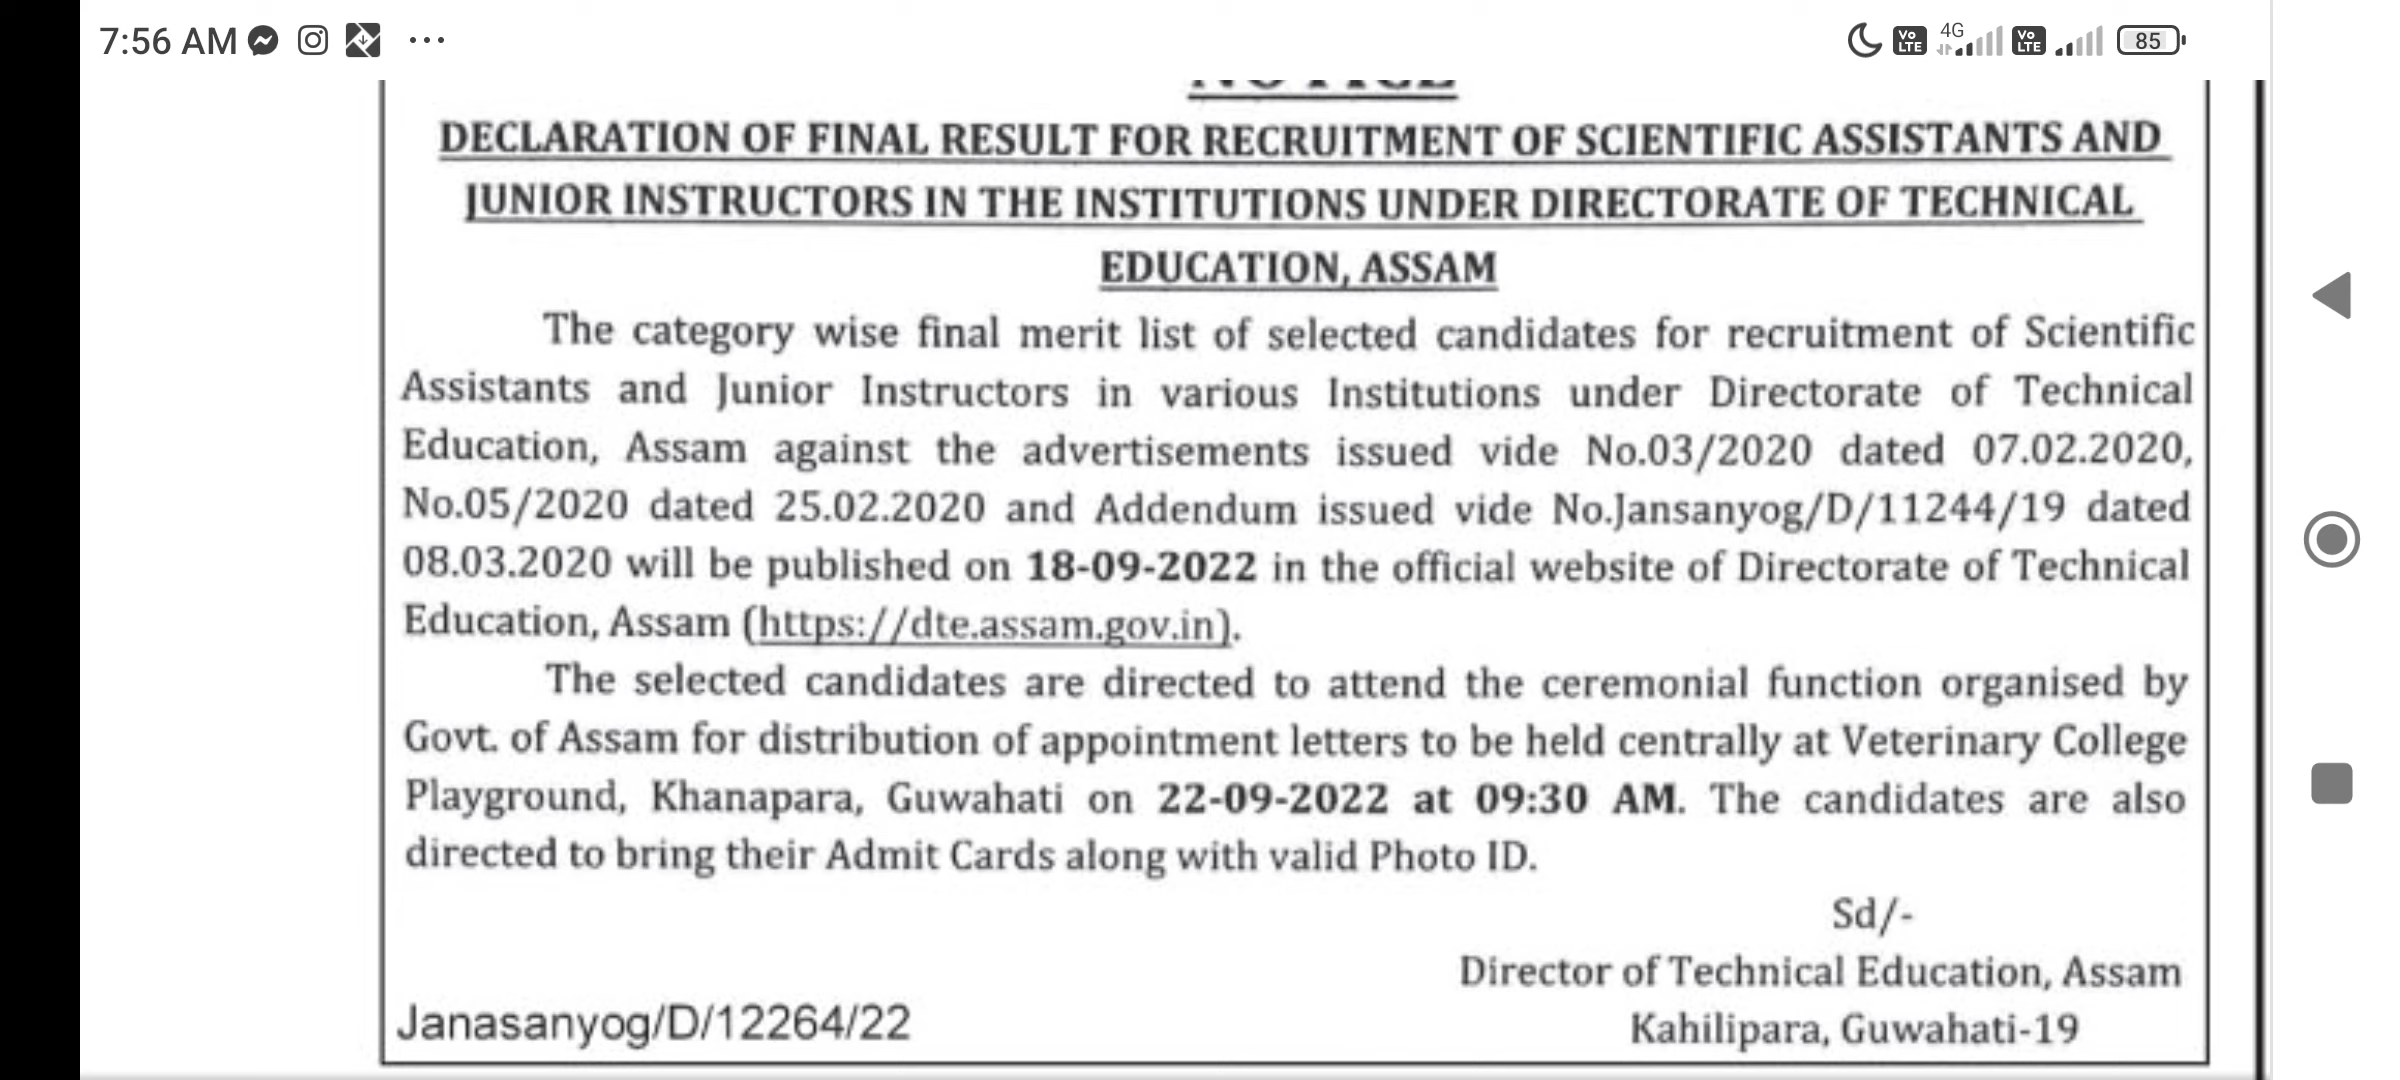 7:56 AM
4G
Vo LTE
Vo LTE
85
NOTICE
DECLARATION OF FINAL RESULT FOR RECRUITMENT OF SCIENTIFIC ASSISTANTS AND
JUNIOR INSTRUCTORS IN THE INSTITUTIONS UNDER DIRECTORATE OF TECHNICAL
EDUCATION, ASSAM
The category wise final merit list of selected candidates for recruitment of Scientific
Assistants and Junior Instructors in various Institutions under Directorate of Technical
Education, Assam against the advertisements issued vide No.03/2020 dated 07.02.2020,
No.05/2020 dated 25.02.2020 and Addendum issued vide No.Jansanyog/D/11244/19 dated
08.03.2020 will be published on 18-09-2022 in the official website of Directorate of Technical
Education, Assam (https://dte.assam.gov.in).
The selected candidates are directed to attend the ceremonial function organised by
Govt. of Assam for distribution of appointment letters to be held centrally at Veterinary College
Playground, Khanapara, Guwahati on 22-09-2022 at 09:30 AM. The candidates are also
directed to bring their Admit Cards along with valid Photo ID.
Sd/-
Director of Technical Education, Assam
Kahilipara, Guwahati-19
Janasanyog/D/12264/22